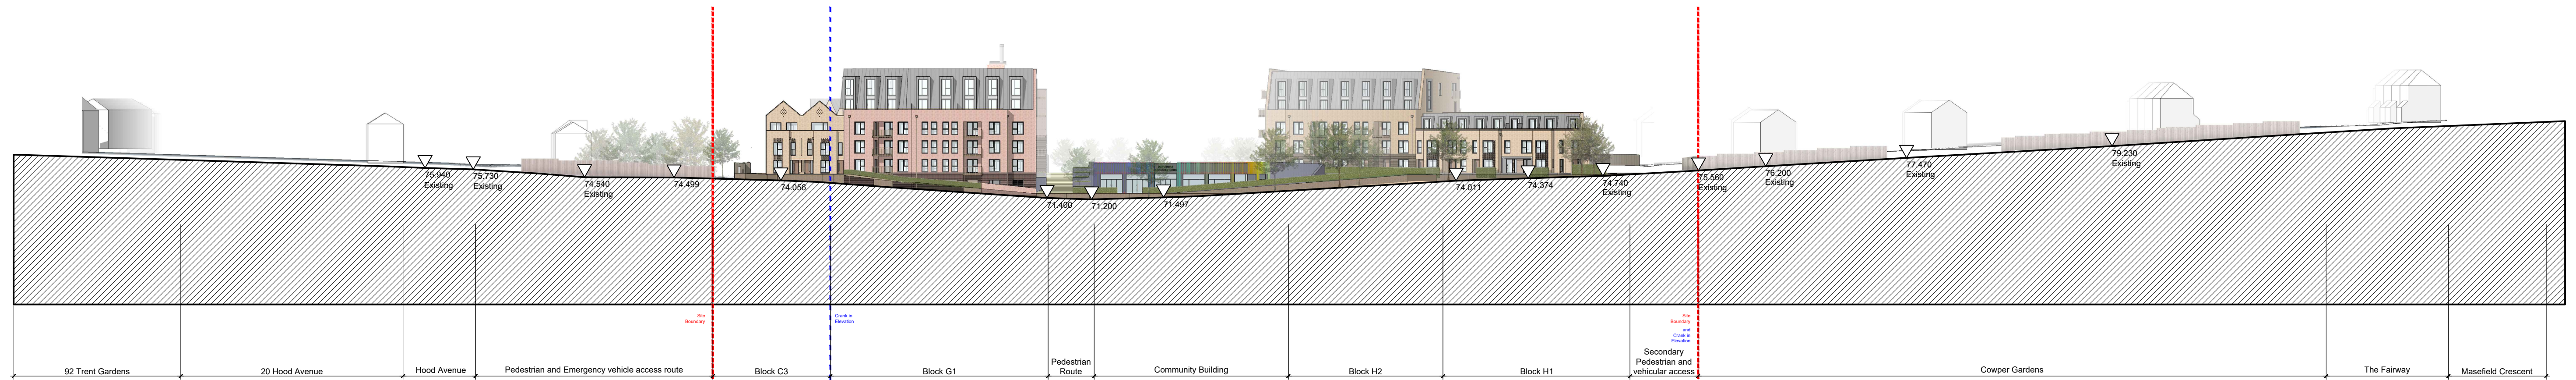 75.940
Existing
75.730
Existing
74.540
Existing
74.499
74.056
71.400
71.200
71.497
74.011
74.374
74.740
Existing
75.560
Existing
76.200
Existing
77.470
Existing
79.230
Existing
Site
Boundary
Crank in
Elevation
Site
Boundary
and
Crank in
Elevation
92 Trent Gardens
20 Hood Avenue
Hood Avenue
Pedestrian and Emergency vehicle access route
Block C3
Block G1
Pedestrian
Route
Community Building
Block H2
Block H1
Secondary
Pedestrian and
vehicular access
Cowper Gardens
The Fairway
Masefield Crescent